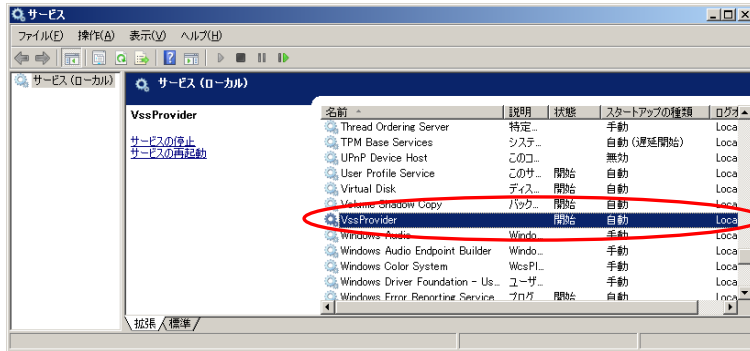 サービス
ファイル(F) 操作(A) 表示(V) ヘルプ(H)
サービス (ローカル)
サービス (ローカル)
VssProvider
サービスの停止
サービスの再起動
名前 説明 状態 スタートアップの種類 ログオ
Thread Ordering Server 特定... 手動 Loca
TPM Base Services システ... 自動 (遅延開始) Loca
UPnP Device Host このコ... 無効 Loca
User Profile Service このサ... 開始 自動 Loca
Virtual Disk ディス... 開始 自動 Loca
Volume Shadow Copy バック... 開始 自動 Loca
VssProvider 開始 自動 Loca
Windows Audio Windo... 手動 Loca
Windows Audio Endpoint Builder Windo... 手動 Loca
Windows Color System WcsPl... 手動 Loca
Windows Driver Foundation - Us... ユーザ... 手動 Loca
Windows Error Reporting Service プログ 開始 自動 Loca
拡張 標準